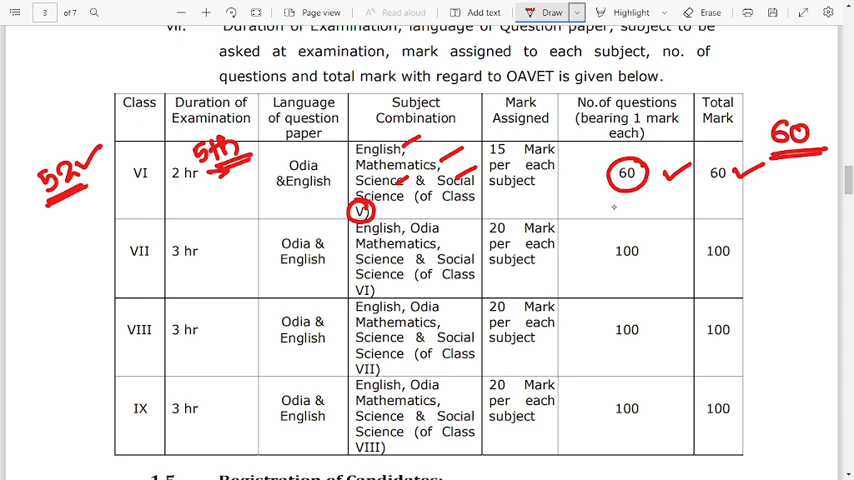 3 of 7
Page view
Read aloud
Add text
Draw
Highlight
Erase
VII. Duration of Examination, language of Question paper, subject to be
asked at examination, mark assigned to each subject, no. of
questions and total mark with regard to OAVET is given below.
Class
Duration of
Examination
Language
of question
paper
Subject
Combination
Mark
Assigned
No.of questions
(bearing 1 mark
each)
Total
Mark
60
5th
52
VI
2 hr
Odia
&English
English,
Mathematics,
Science & Social
Science (of Class
V)
15 Mark
per each
subject
60
60
VII
3 hr
Odia &
English
English, Odia
Mathematics,
Science & Social
Science (of Class
VI)
20 Mark
per each
subject
100
100
VIII
3 hr
Odia &
English
English, Odia
Mathematics,
Science & Social
Science (of Class
VII)
20 Mark
per each
subject
100
100
IX
3 hr
Odia &
English
English, Odia
Mathematics,
Science & Social
Science (of Class
VIII)
20 Mark
per each
subject
100
100
1.5 Registration of Candidates: